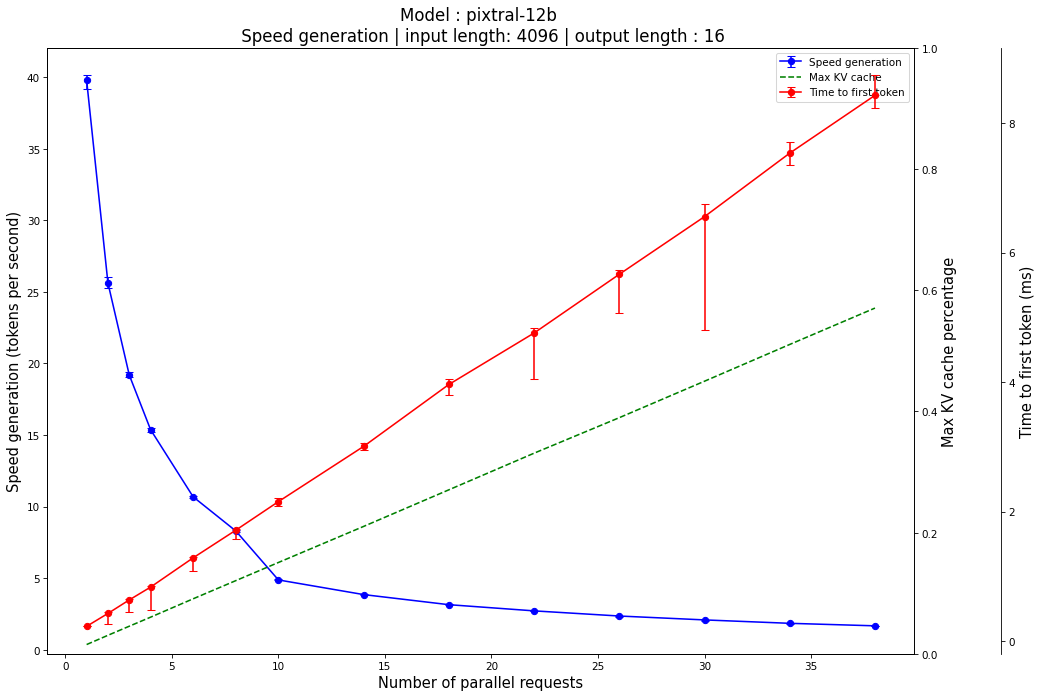 Model : pixtral-12b
Speed generation | input length: 4096 | output length : 16
Speed generation
Max KV cache
Time to first token
Speed generation (tokens per second)
40
35
30
25
20
15
10
5
0
0 5 10 15 20 25 30 35
Number of parallel requests
1.0
0.8
0.6
0.4
0.2
0.0
Max KV cache percentage
8
6
4
2
0
Time to first token (ms)